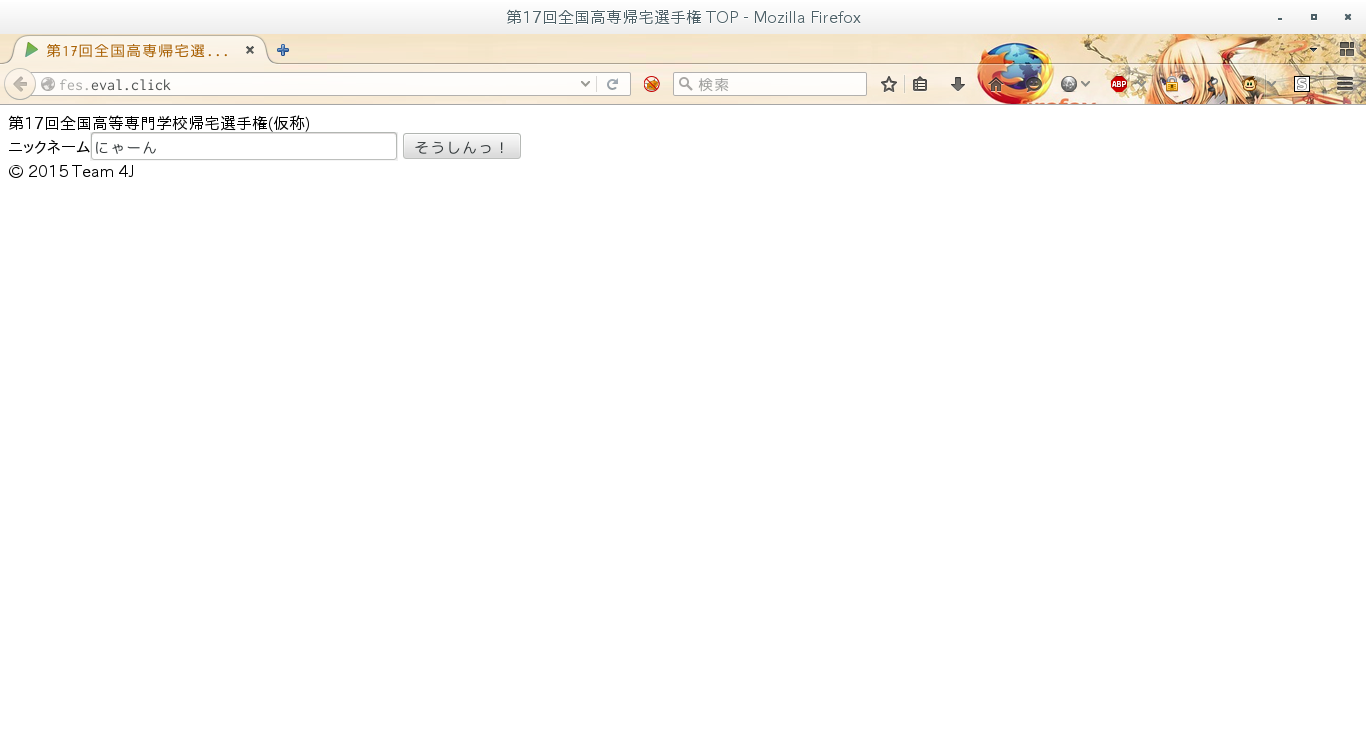 第17回全国高専帰宅選手権 TOP - Mozilla Firefox
第17回全国高専帰宅選...
fes.eval.click
検索
ABP
S
第17回全国高等専門学校帰宅選手権(仮称)
ニックネーム にゃーん そうしんっ！
© 2015 Team 4J